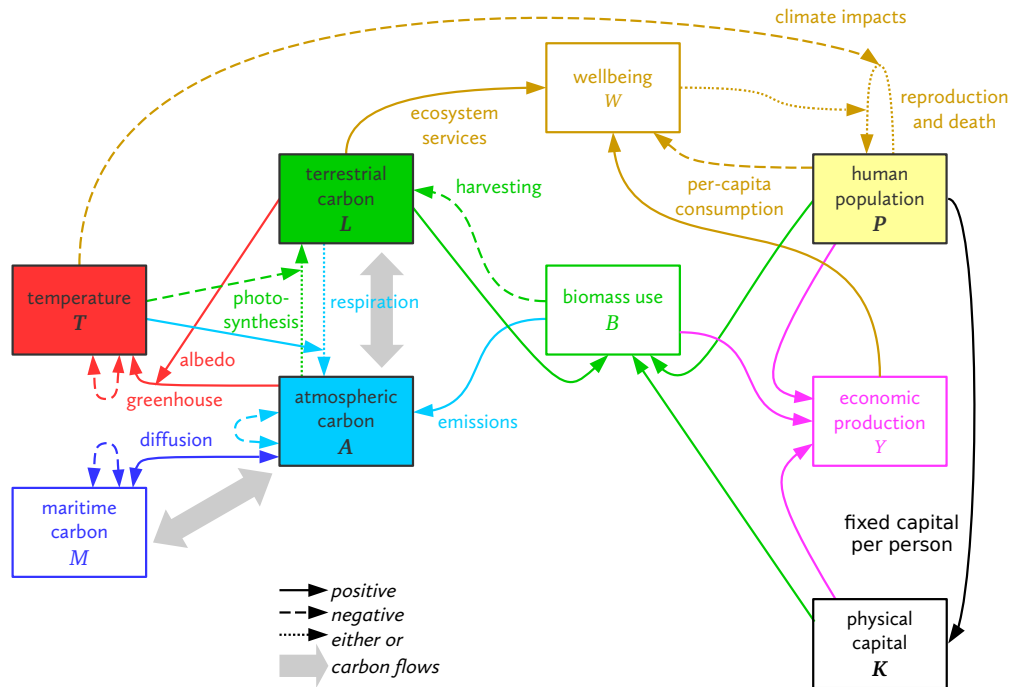 climate impacts
wellbeing
W
reproduction
and death
ecosystem
services
terrestrial
carbon
L
harvesting
per-capita
consumption
human
population
P
temperature
T
photo-
synthesis
respiration
biomass use
B
albedo
greenhouse
atmospheric
carbon
A
emissions
economic
production
Y
diffusion
maritime
carbon
M
fixed capital
per person
positive
negative
either or
carbon flows
physical
capital
K